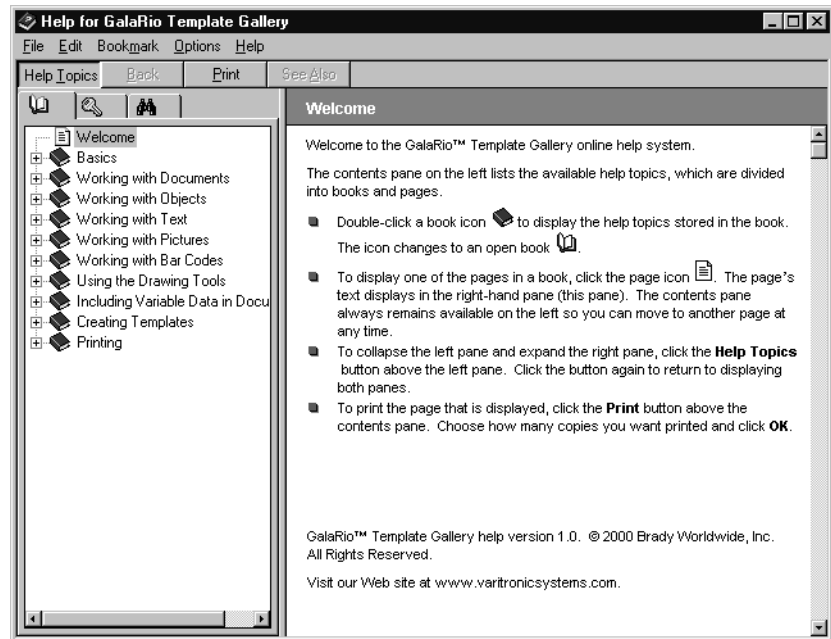 Help for GalaRio Template Gallery
File Edit Bookmark Options Help
Help Topics Back Print See Also
Welcome
Basics
Working with Documents
Working with Objects
Working with Text
Working with Pictures
Working with Bar Codes
Using the Drawing Tools
Including Variable Data in Docu
Creating Templates
Printing
Welcome
Welcome to the GalaRio™ Template Gallery online help system.
The contents pane on the left lists the available help topics, which are divided
into books and pages.
Double-click a book icon to display the help topics stored in the book.
The icon changes to an open book .
To display one of the pages in a book, click the page icon . The page's
text displays in the right-hand pane (this pane). The contents pane
always remains available on the left so you can move to another page at
any time.
To collapse the left pane and expand the right pane, click the Help Topics
button above the left pane. Click the button again to return to displaying
both panes.
To print the page that is displayed, click the Print button above the
contents pane. Choose how many copies you want printed and click OK.
GalaRio™ Template Gallery help version 1.0. © 2000 Brady Worldwide, Inc.
All Rights Reserved.
Visit our Web site at www.varitronicsystems.com.